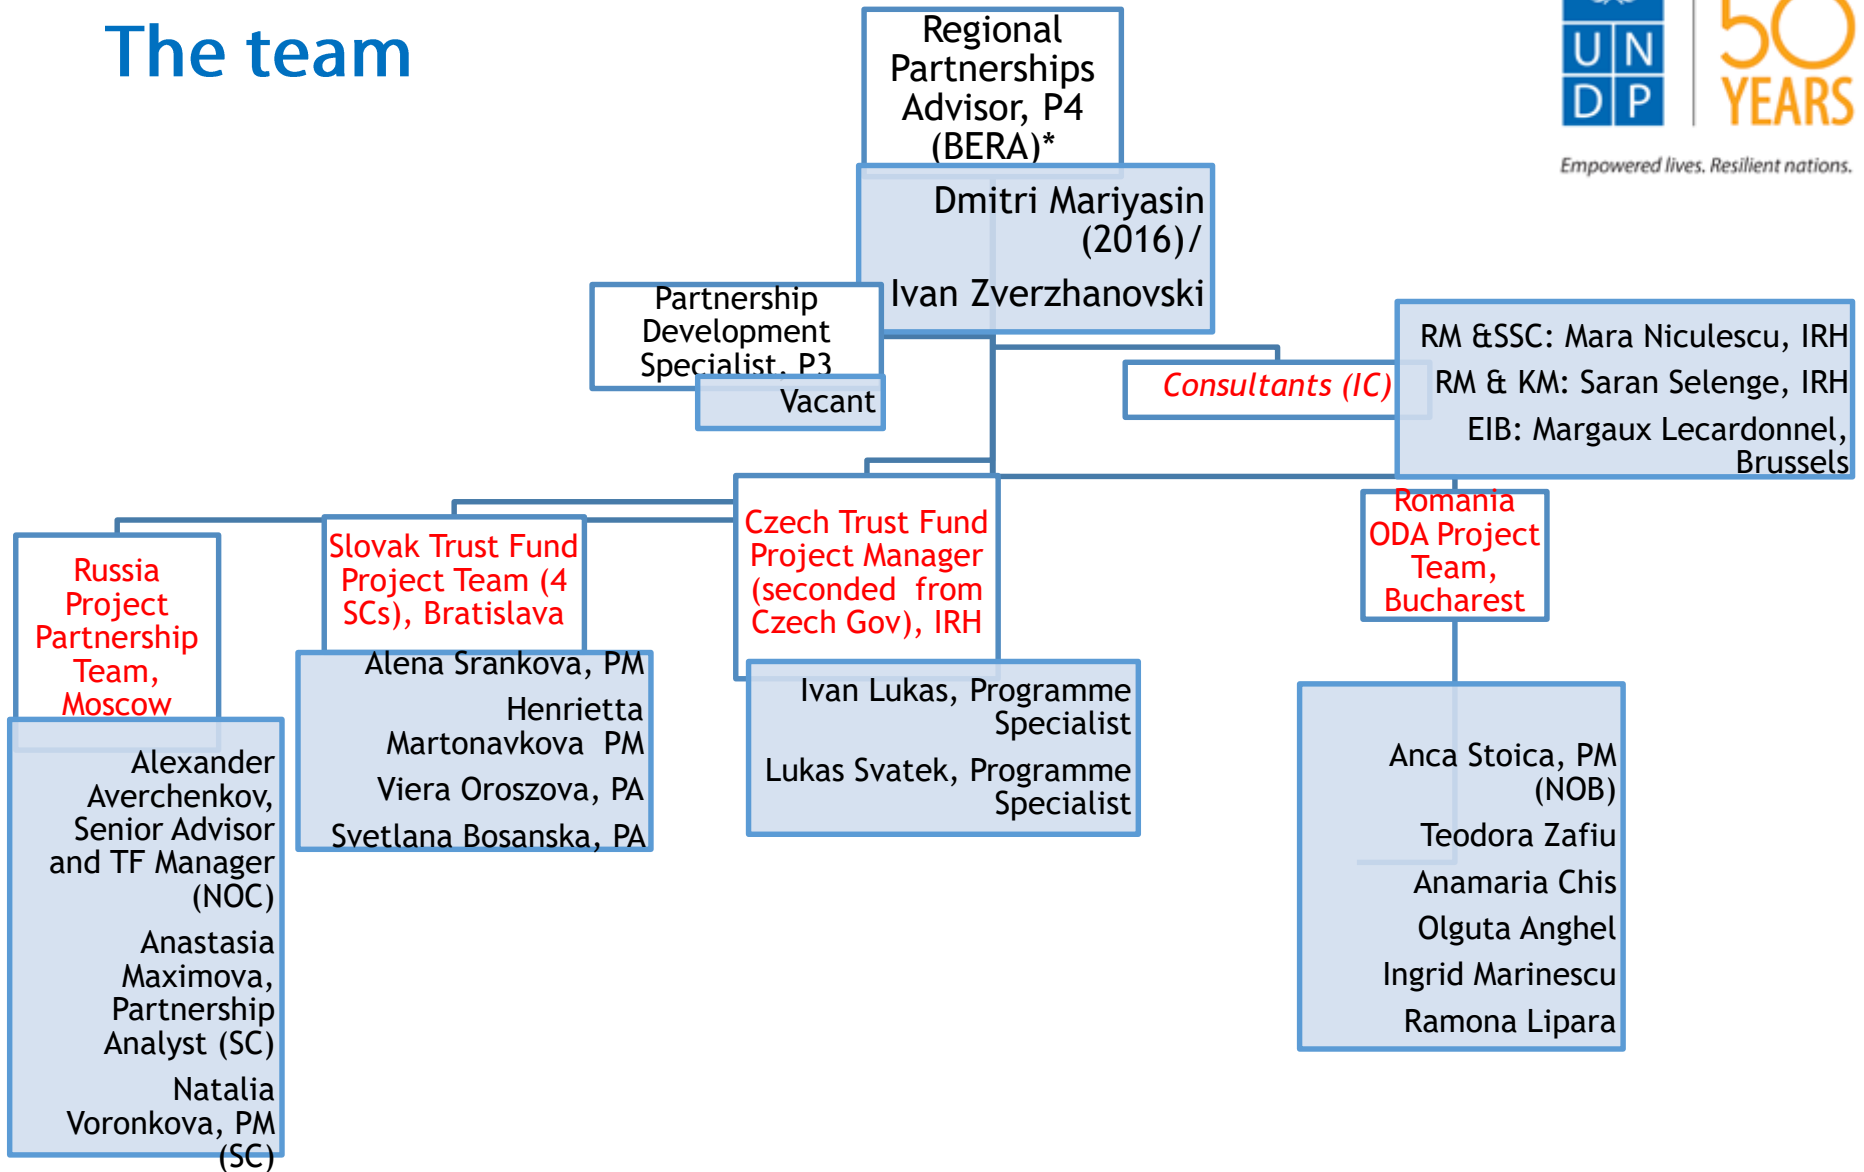 The team
U N
D P
50
YEARS
Empowered lives. Resilient nations.
Regional
Partnerships
Advisor, P4
(BERA)*
Dmitri Mariyasin
(2016)/
Ivan Zverzhanovski
Partnership
Development
Specialist, P3
Vacant
Consultants (IC)
RM &SSC: Mara Niculescu, IRH
RM & KM: Saran Selenge, IRH
EIB: Margaux Lecardonnel,
Brussels
Russia
Project
Partnership
Team,
Moscow
Alexander
Averchenkov,
Senior Advisor
and TF Manager
(NOC)
Anastasia
Maximova,
Partnership
Analyst (SC)
Natalia
Voronkova, PM
(SC)
Slovak Trust Fund
Project Team (4
SCs), Bratislava
Alena Srankova, PM
Henrietta
Martonavkova PM
Viera Oroszova, PA
Svetlana Bosanska, PA
Czech Trust Fund
Project Manager
(seconded from
Czech Gov), IRH
Ivan Lukas, Programme
Specialist
Lukas Svatek, Programme
Specialist
Romania
ODA Project
Team,
Bucharest
Anca Stoica, PM
(NOB)
Teodora Zafiu
Anamaria Chis
Olguta Anghel
Ingrid Marinescu
Ramona Lipara